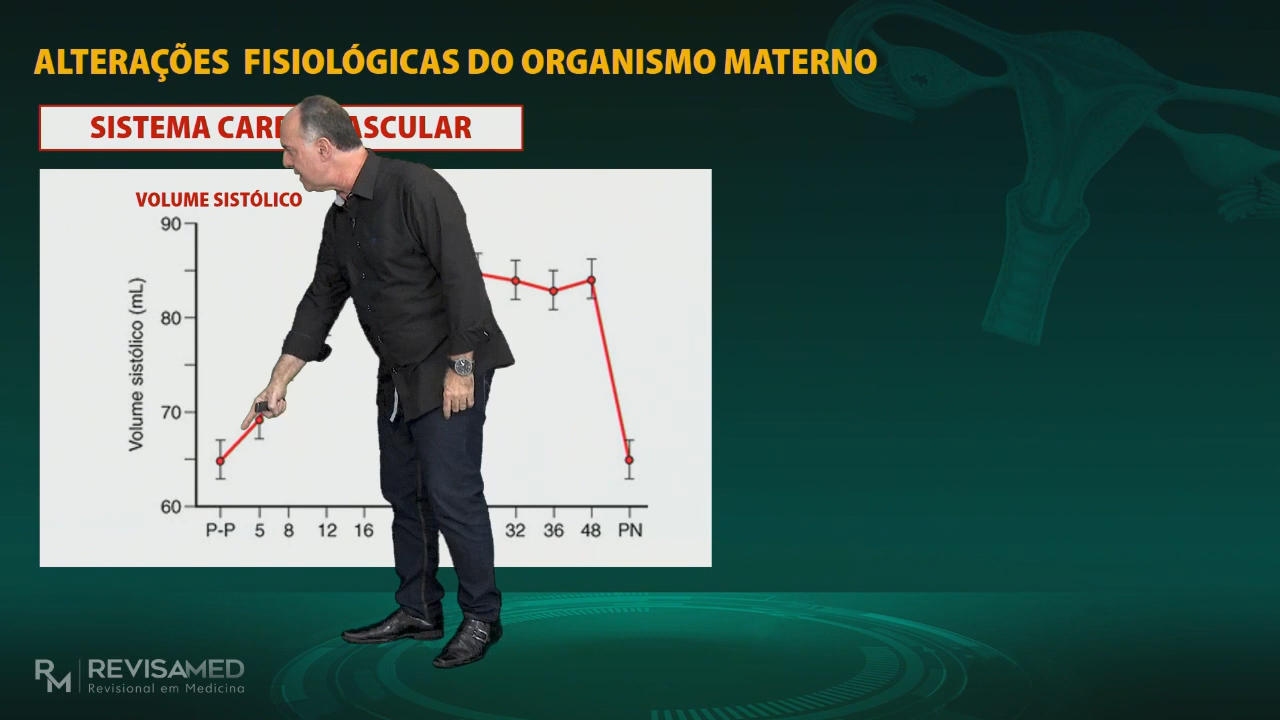 ALTERAÇÕES FISIOLÓGICAS DO ORGANISMO MATERNO
SISTEMA CAR ASCULAR
VOLUME SISTÓLICO
Volume sistólico (mL)
90
80
70
60
P-P 5 8 12 16 32 36 48 PN
RM REVISAMED
Revisional em Medicina